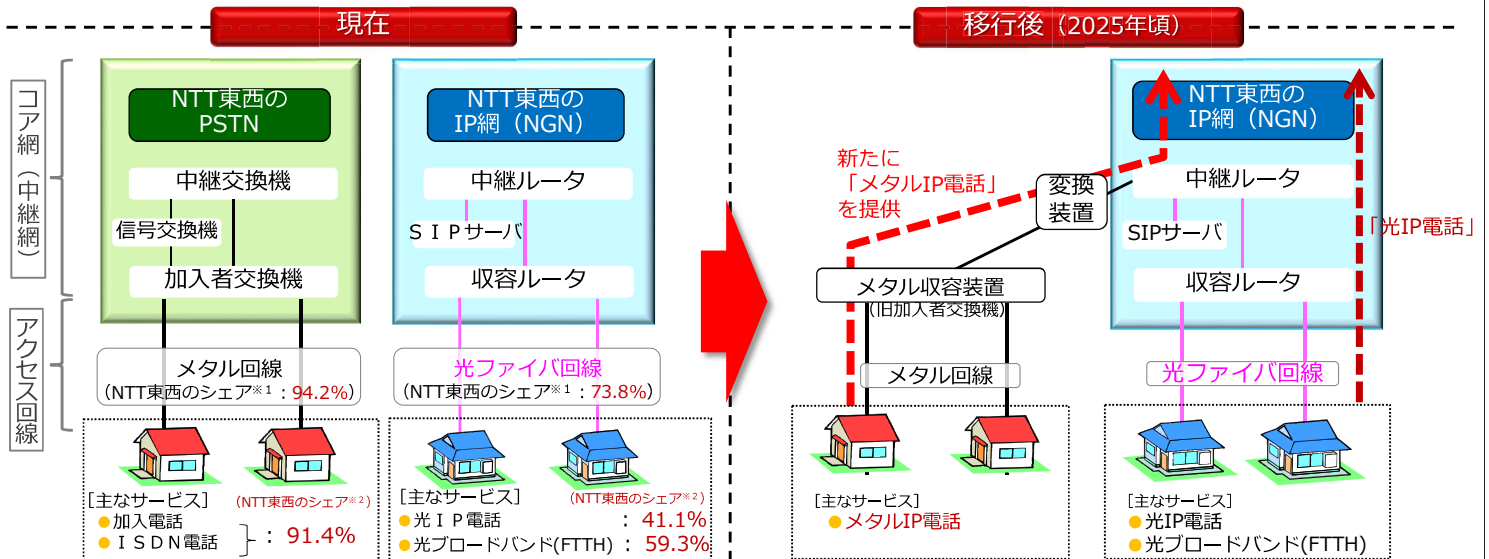 現在
コア網（中継網）
アクセス回線
NTT東西の
PSTN
中継交換機
信号交換機
加入者交換機
メタル回線
(NTT東西のシェア※1：94.2%)
[主なサービス]
(NTT東西のシェア※2)
●加入電話
●ＩＳＤＮ電話
：91.4%
NTT東西の
IP網（NGN）
中継ルータ
ＳＩＰサーバ
収容ルータ
光ファイバ回線
(NTT東西のシェア※1：73.8%)
[主なサービス]
(NTT東西のシェア※2)
●光ＩＰ電話 ：41.1%
●光ブロードバンド(FTTH)：59.3%
移行後（2025年頃）
新たに
「メタルIP電話」
を提供
変換
装置
メタル収容装置
(旧加入者交換機)
メタル回線
[主なサービス]
●メタルIP電話
NTT東西の
IP網（NGN）
中継ルータ
SIPサーバ
収容ルータ
「光IP電話」
光ファイバ回線
[主なサービス]
●光IP電話
●光ブロードバンド(FTTH)